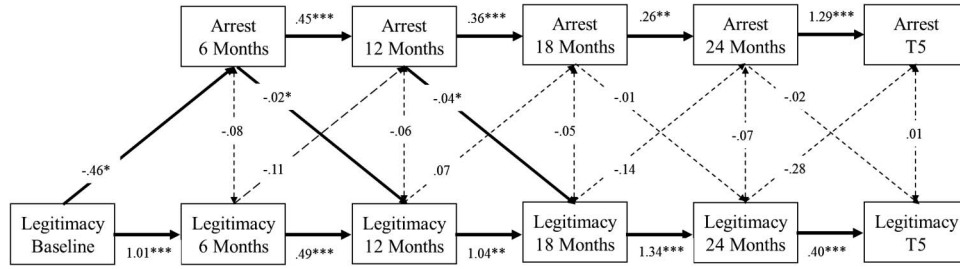 Arrest
6 Months
.45***
Arrest
12 Months
.36***
Arrest
18 Months
.26**
Arrest
24 Months
1.29***
Arrest
T5
-.46*
-.08
-.02*
-.11
-.06
-.04*
.07
-.05
-.01
-.14
-.07
-.02
-.28
.01
Legitimacy
Baseline
1.01***
Legitimacy
6 Months
.49***
Legitimacy
12 Months
1.04**
Legitimacy
18 Months
1.34***
Legitimacy
24 Months
.40***
Legitimacy
T5